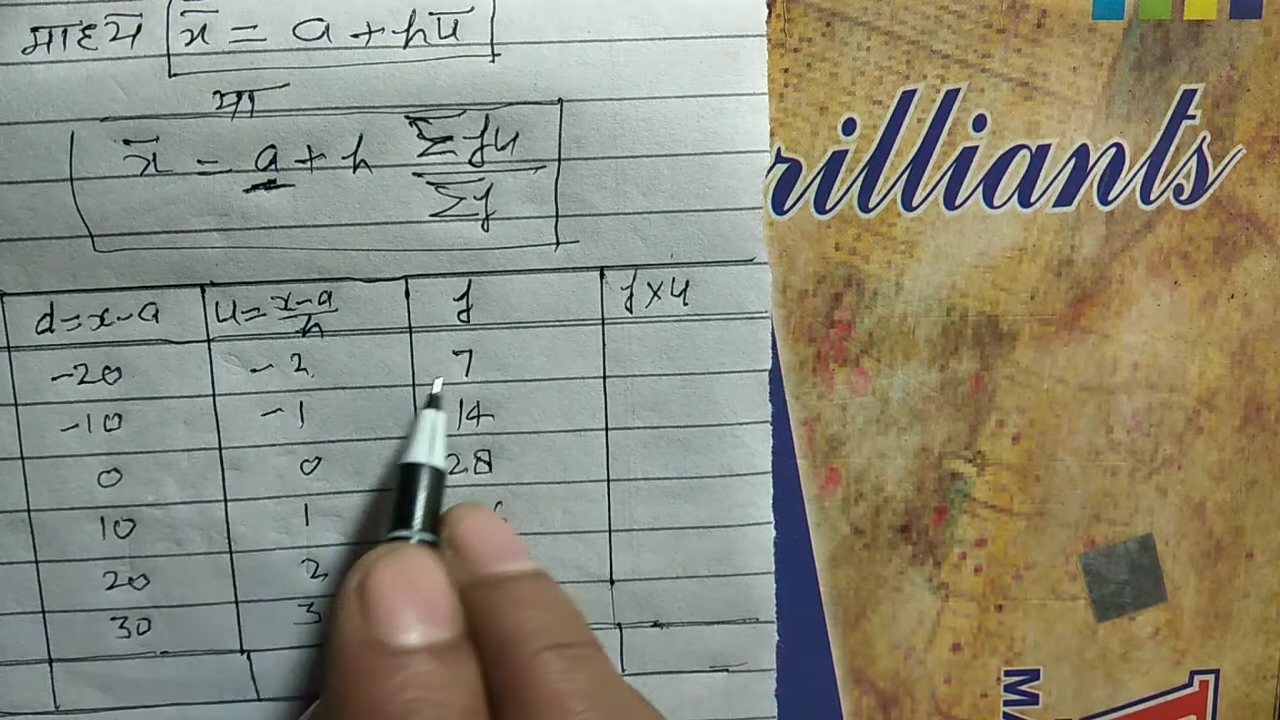 माध्य x̄ = a + hū
या
x̄ = a + h Σfu / Σf
d=x-a u=x-a/h f f×u
-20 -2 7
-10 -1 14
0 0 28
10 1
20 2
30 3
rilliants